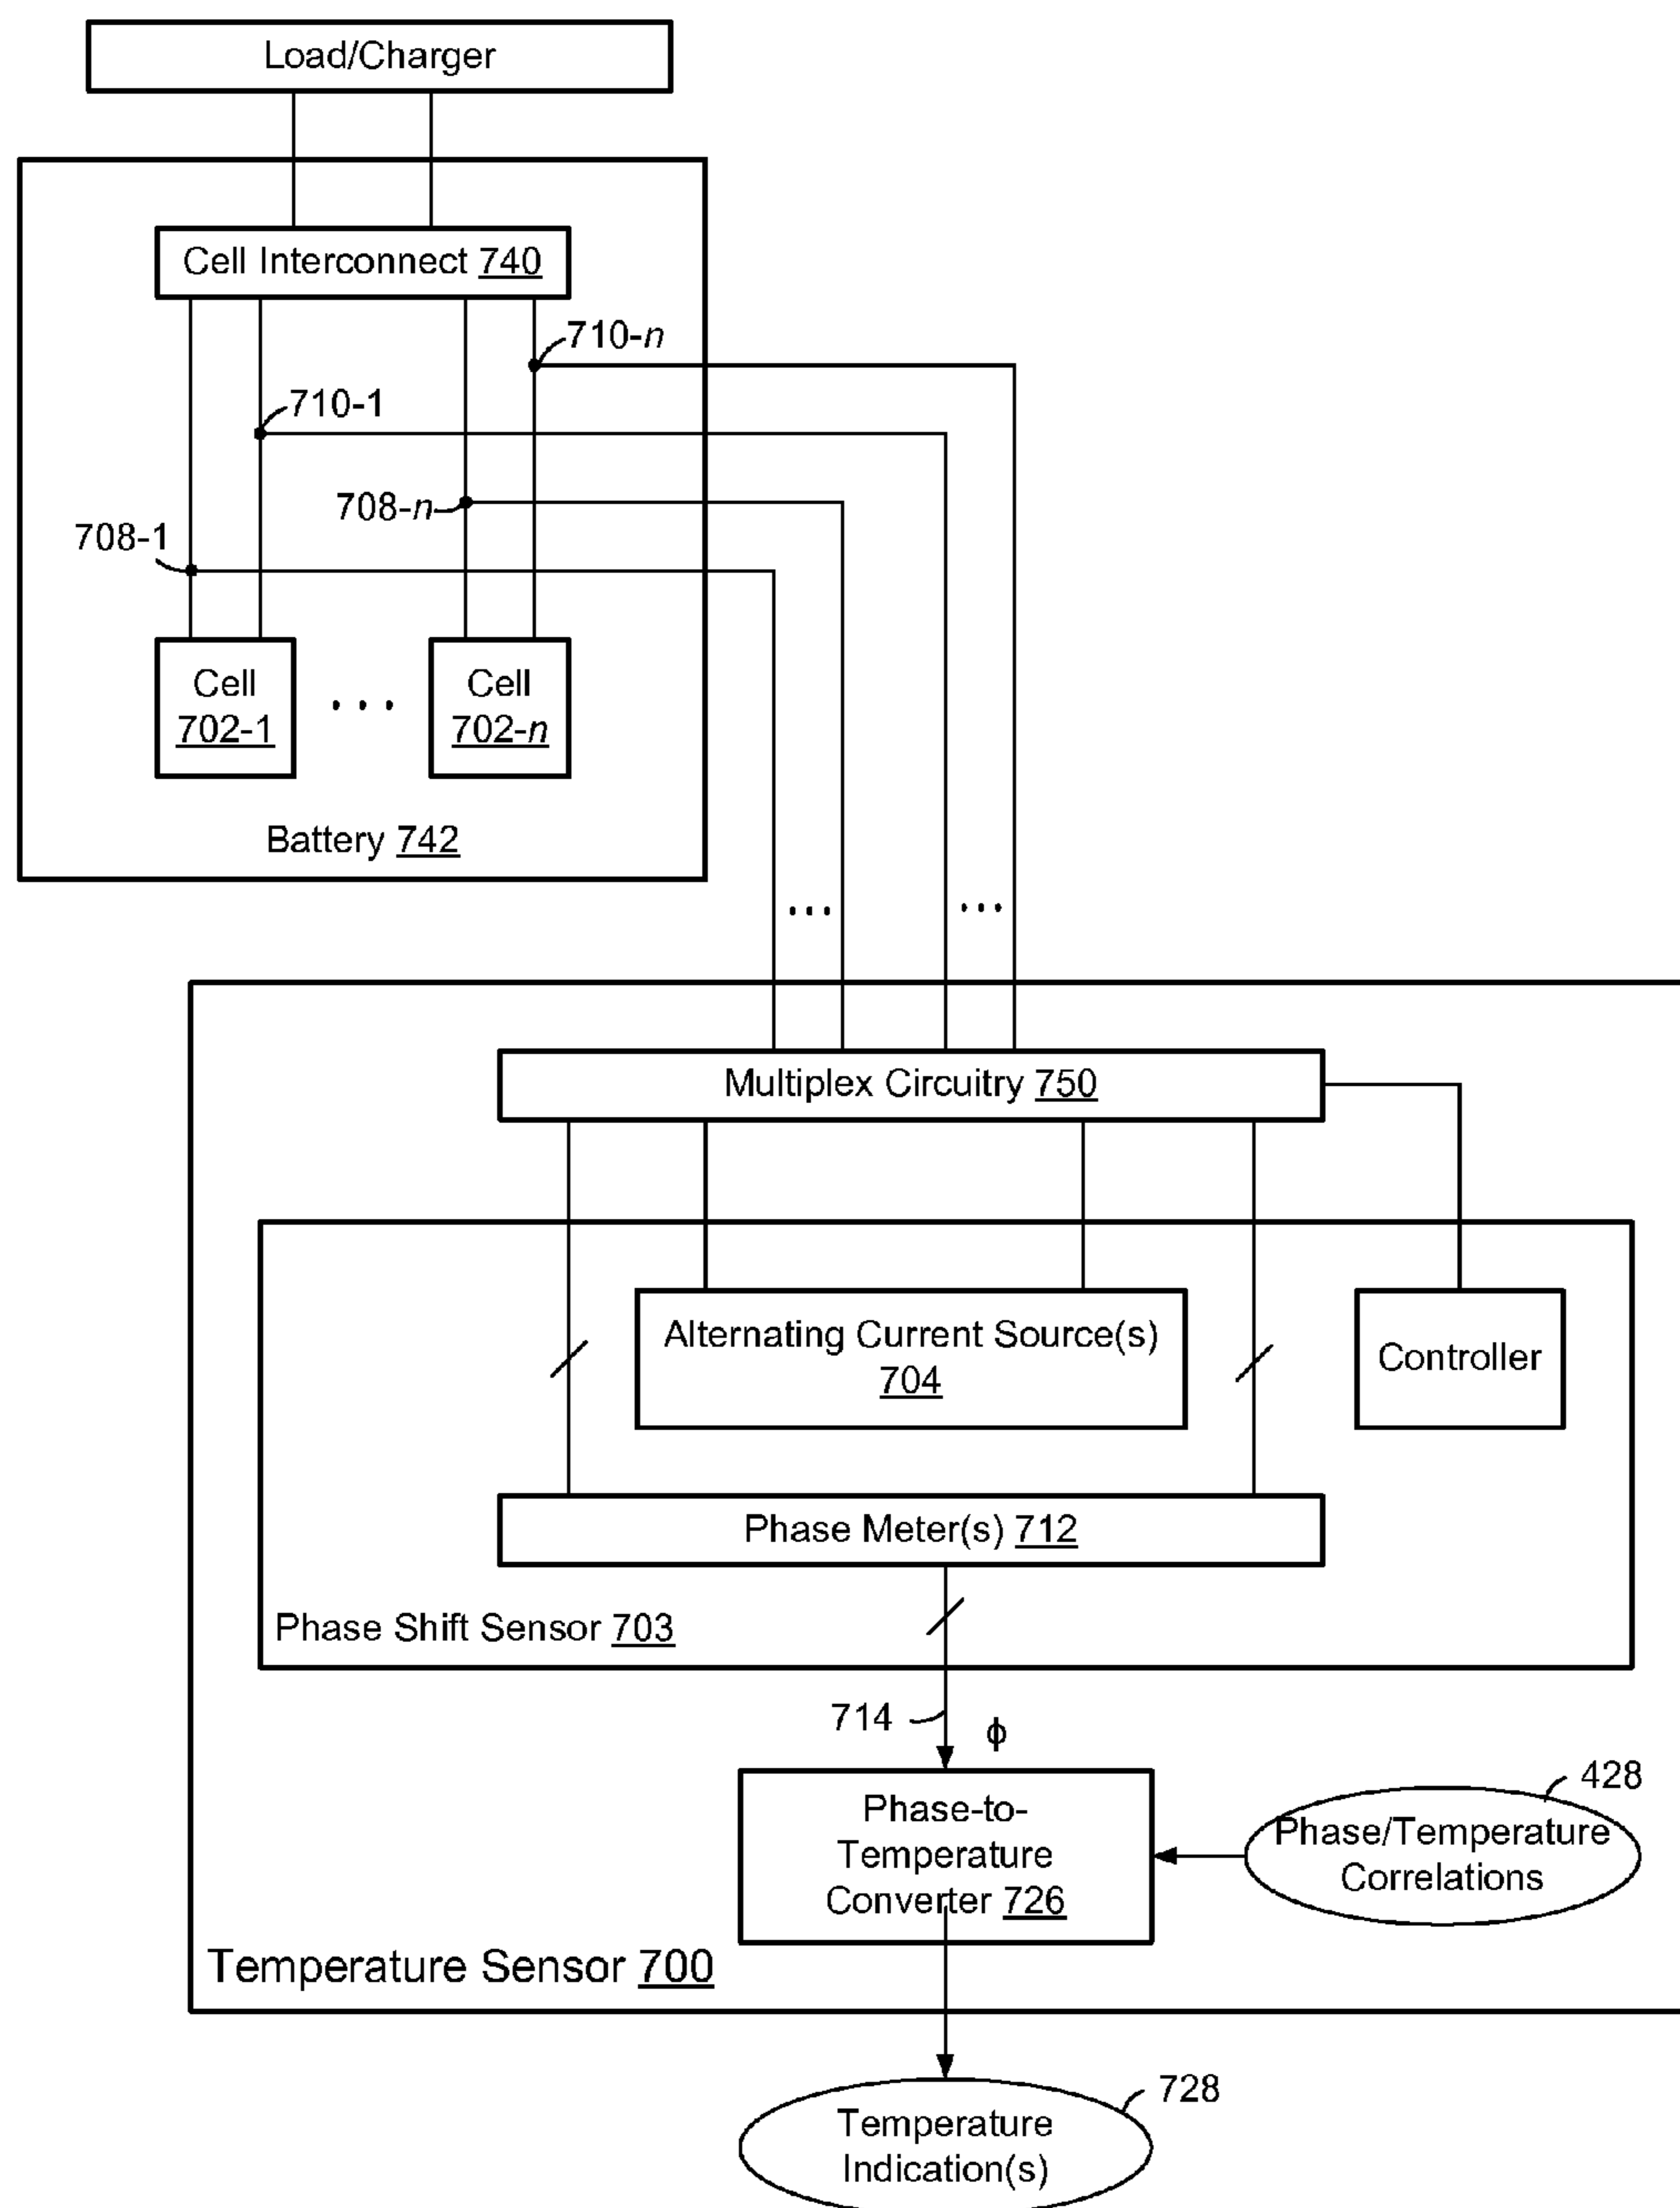 Load/Charger
Cell Interconnect 740
710-n
710-1
708-n
708-1
Cell
702-1
...
Cell
702-n
Battery 742
...
...
Multiplex Circuitry 750
Alternating Current Source(s)
704
Controller
Phase Meter(s) 712
Phase Shift Sensor 703
714
ϕ
428
Phase-to-
Temperature
Converter 726
Phase/Temperature
Correlations
Temperature Sensor 700
728
Temperature
Indication(s)